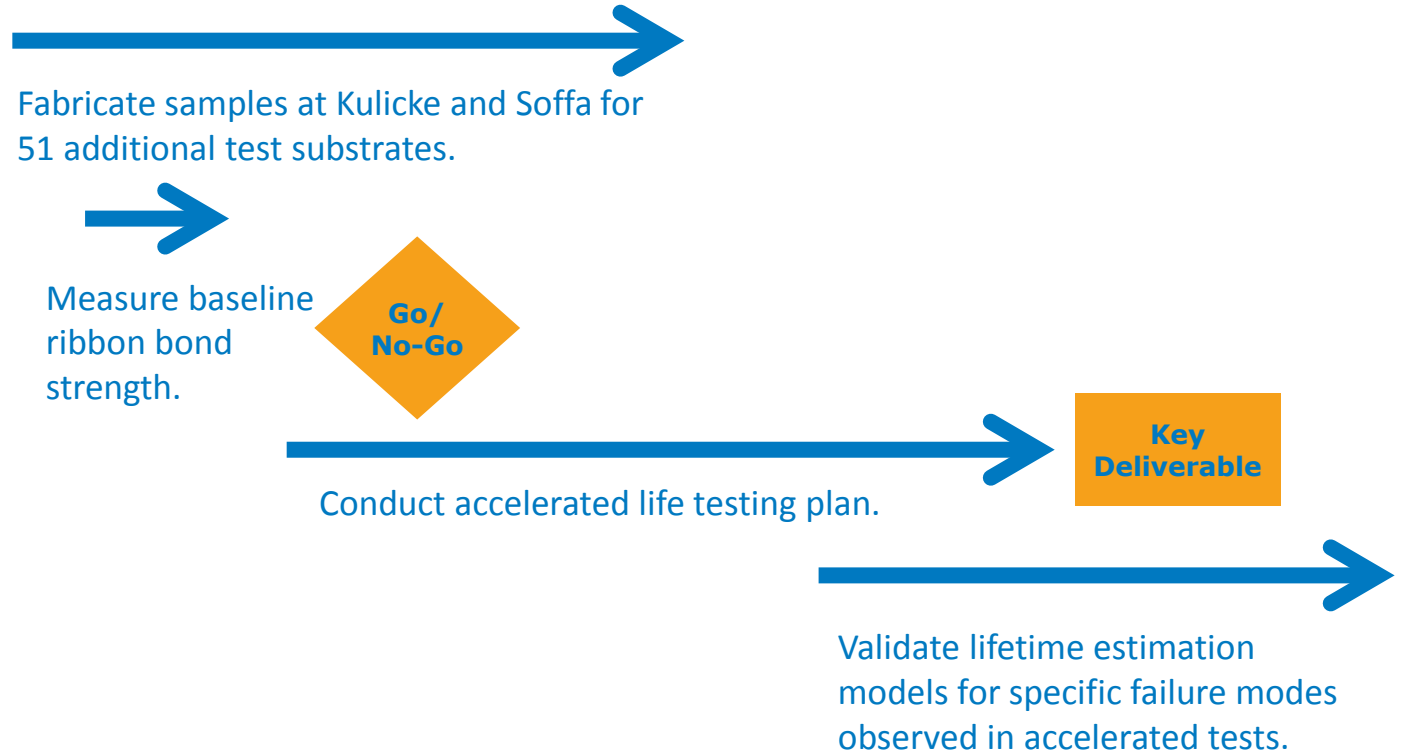 Fabricate samples at Kulicke and Soffa for
51 additional test substrates.
Measure baseline
ribbon bond
strength.
Go/
No-Go
Conduct accelerated life testing plan.
Key
Deliverable
Validate lifetime estimation
models for specific failure modes
observed in accelerated tests.